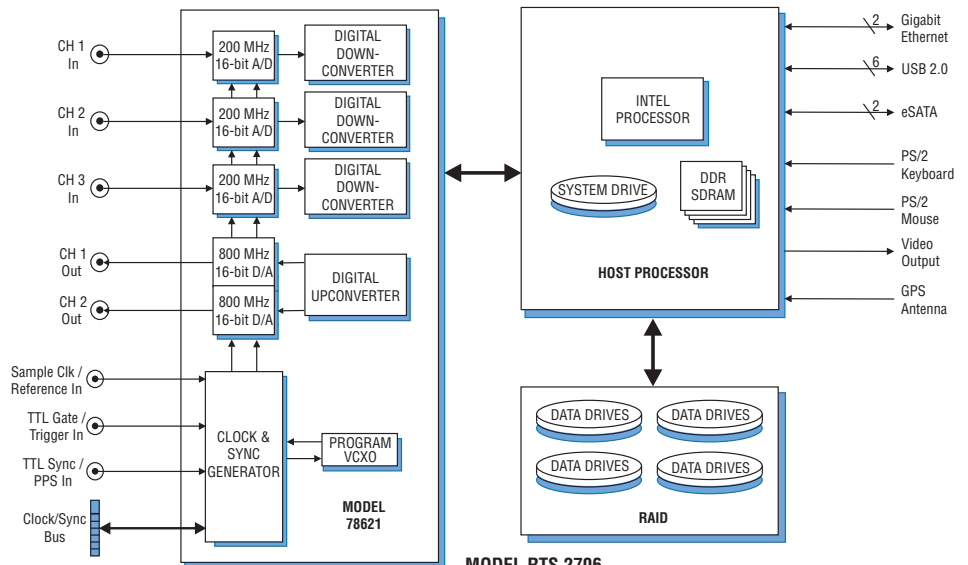 CH 1
In
200 MHz
16-bit A/D
DIGITAL
DOWN-
CONVERTER
CH 2
In
200 MHz
16-bit A/D
DIGITAL
DOWN-
CONVERTER
CH 3
In
200 MHz
16-bit A/D
DIGITAL
DOWN-
CONVERTER
CH 1
Out
800 MHz
16-bit D/A
CH 2
Out
800 MHz
16-bit D/A
DIGITAL
UPCONVERTER
Sample Clk /
Reference In
TTL Gate /
Trigger In
TTL Sync /
PPS In
Clock/Sync
Bus
CLOCK &
SYNC
GENERATOR
PROGRAM
VCXO
MODEL
78621
INTEL
PROCESSOR
SYSTEM DRIVE
DDR
SDRAM
HOST PROCESSOR
2
Gigabit
Ethernet
6
USB 2.0
2
eSATA
PS/2
Keyboard
PS/2
Mouse
Video
Output
GPS
Antenna
DATA DRIVES
DATA DRIVES
DATA DRIVES
DATA DRIVES
RAID
MODEL RTS 2706